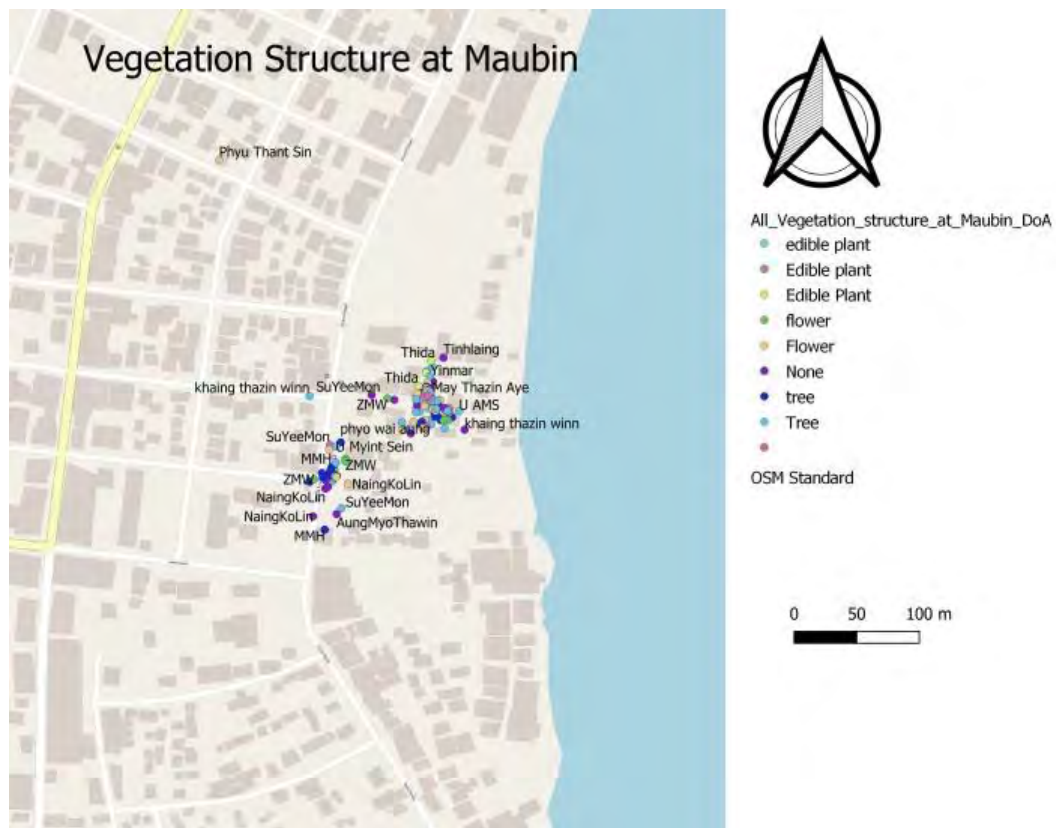 Vegetation Structure at Maubin
Phyu Thant Sin
Thida
Tinhlaing
Yinmar
Thida
May Thazin Aye
khaing thazin winn
SuYeeMon
ZMW
U AMS
khaing thazin winn
phyo wai aung
SuYeeMon
U Myint Sein
MMH
ZMW
ZMW
NaingKoLin
NaingKoLin
SuYeeMon
NaingKoLin
AungMyoThawin
MMH
All_Vegetation_structure_at_Maubin_DoA
edible plant
Edible plant
Edible Plant
flower
Flower
None
tree
Tree
OSM Standard
0 50 100 m